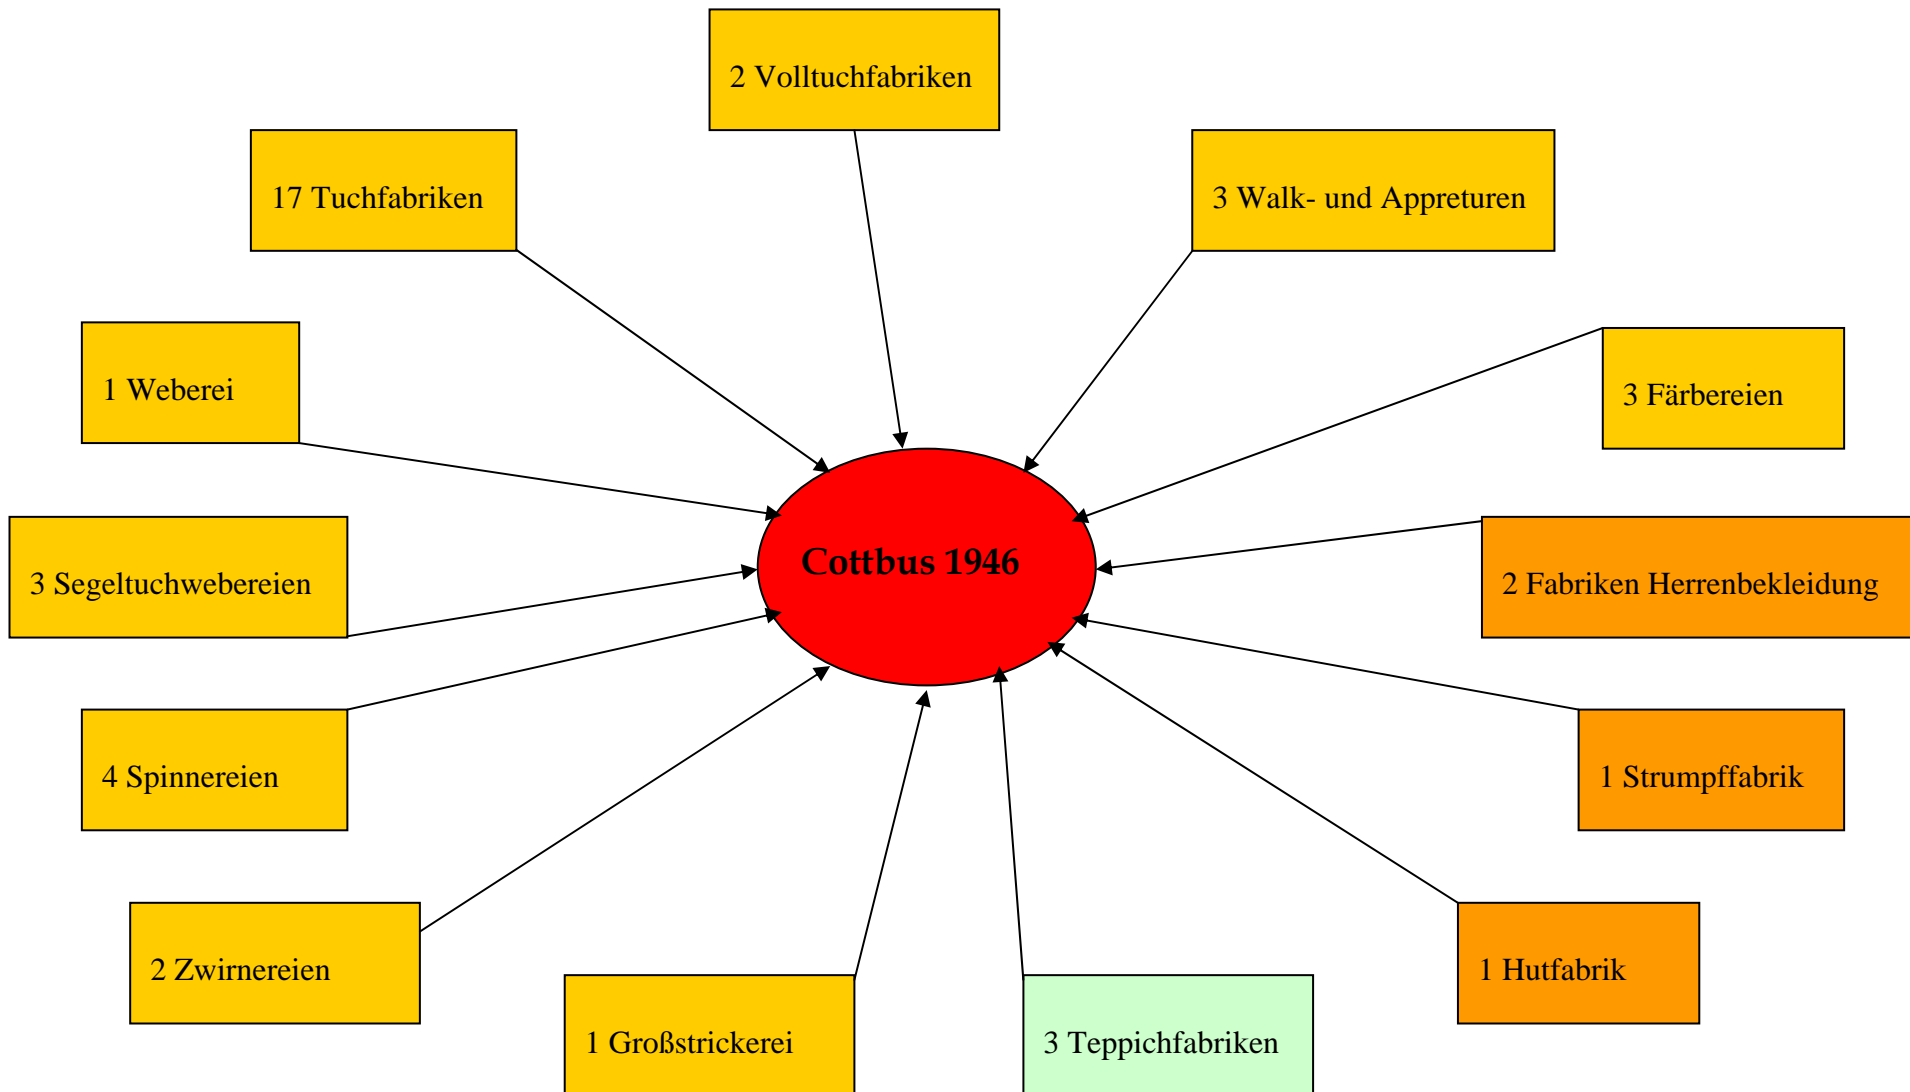 2 Volltuchfabriken
17 Tuchfabriken
3 Walk- und Appreturen
1 Weberei
3 Färbereien
3 Segeltuchwebereien
Cottbus 1946
2 Fabriken Herrenbekleidung
4 Spinnereien
1 Strumpffabrik
2 Zwirnereien
1 Hutfabrik
1 Großstrickerei
3 Teppichfabriken